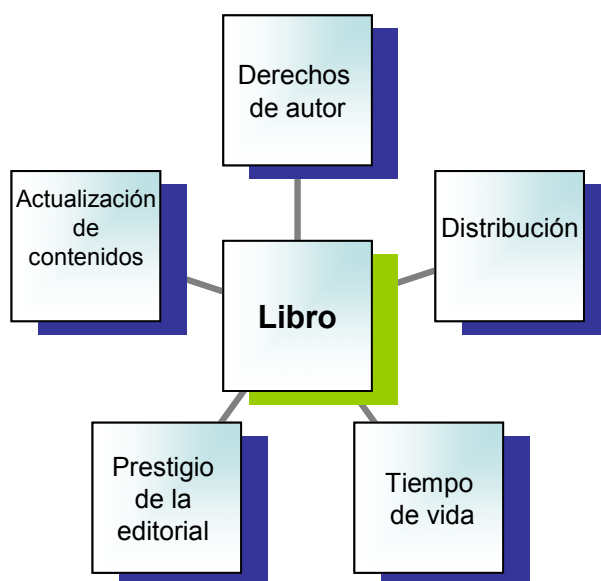 Derechos
de autor
Actualización
de
contenidos
Distribución
Libro
Prestigio
de la
editorial
Tiempo
de vida